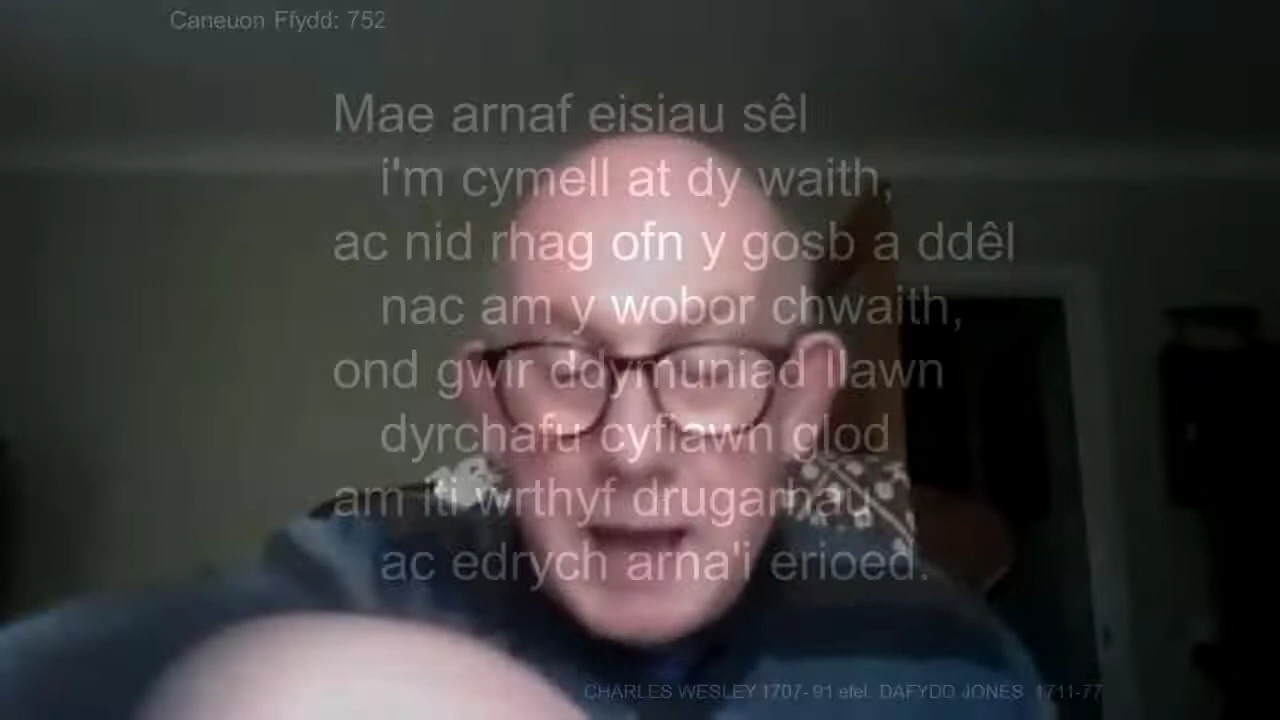 Caneuon Ffydd: 752
Mae arnaf eisiau sêl
i'm cymell at dy waith,
ac nid rhag ofn y gosb a ddêl
nac am y wobor chwaith,
ond gwir ddymuniad llawn
dyrchafu cyfiawn glod
am iti wrthyf drugarhau
ac edrych arna'i erioed.
CHARLES WESLEY 1707- 91 efel. DAFYDD JONES 1711-77